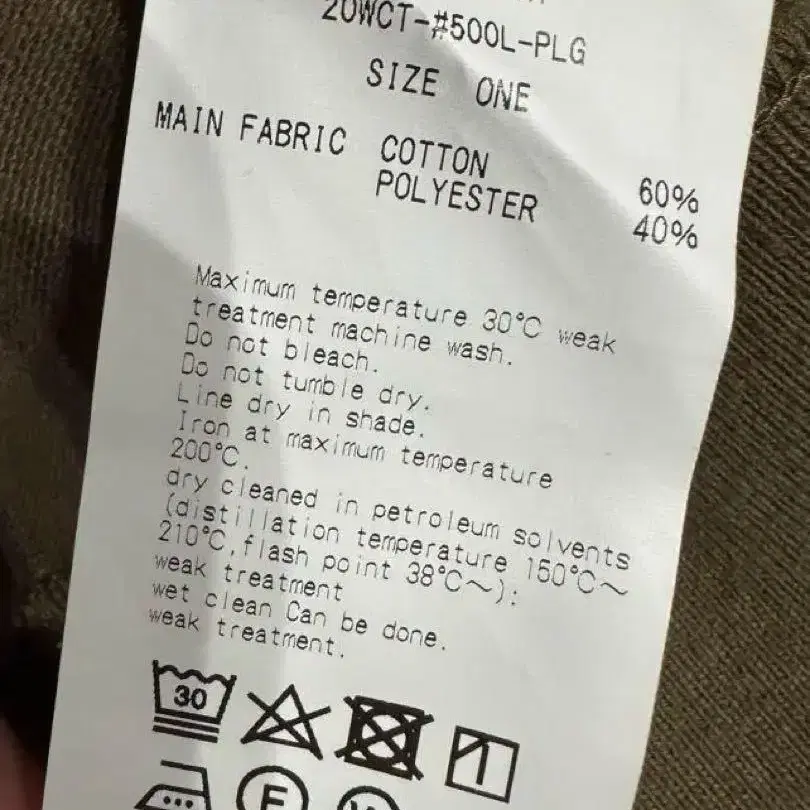 20WCT-#500L-PLG
SIZE ONE
MAIN FABRIC COTTON 60%
POLYESTER 40%
Maximum temperature 30°C weak
treatment machine wash.
Do not bleach.
Do not tumble dry.
Line dry in shade.
Iron at maximum temperature
200°C.
dry cleaned in petroleum solvents
(distillation temperature 150°C~
210°C,flash point 38°C~):
weak treatment
wet clean Can be done.
weak treatment.
30
F
W